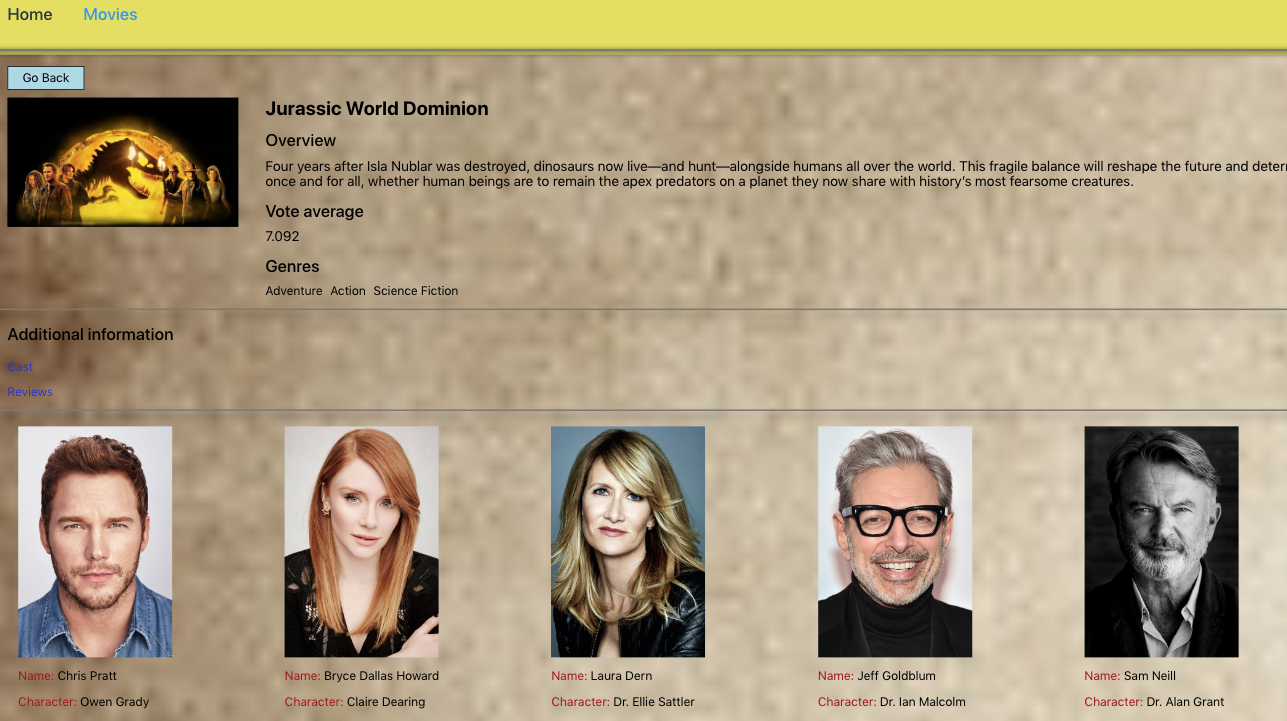 Home Movies
Go Back
Jurassic World Dominion
Overview
Four years after Isla Nublar was destroyed, dinosaurs now live—and hunt—alongside humans all over the world. This fragile balance will reshape the future and deter
once and for all, whether human beings are to remain the apex predators on a planet they now share with history's most fearsome creatures.
Vote average
7.092
Genres
Adventure Action Science Fiction
Additional information
Cast
Reviews
Name: Chris Pratt
Character: Owen Grady
Name: Bryce Dallas Howard
Character: Claire Dearing
Name: Laura Dern
Character: Dr. Ellie Sattler
Name: Jeff Goldblum
Character: Dr. Ian Malcolm
Name: Sam Neill
Character: Dr. Alan Grant